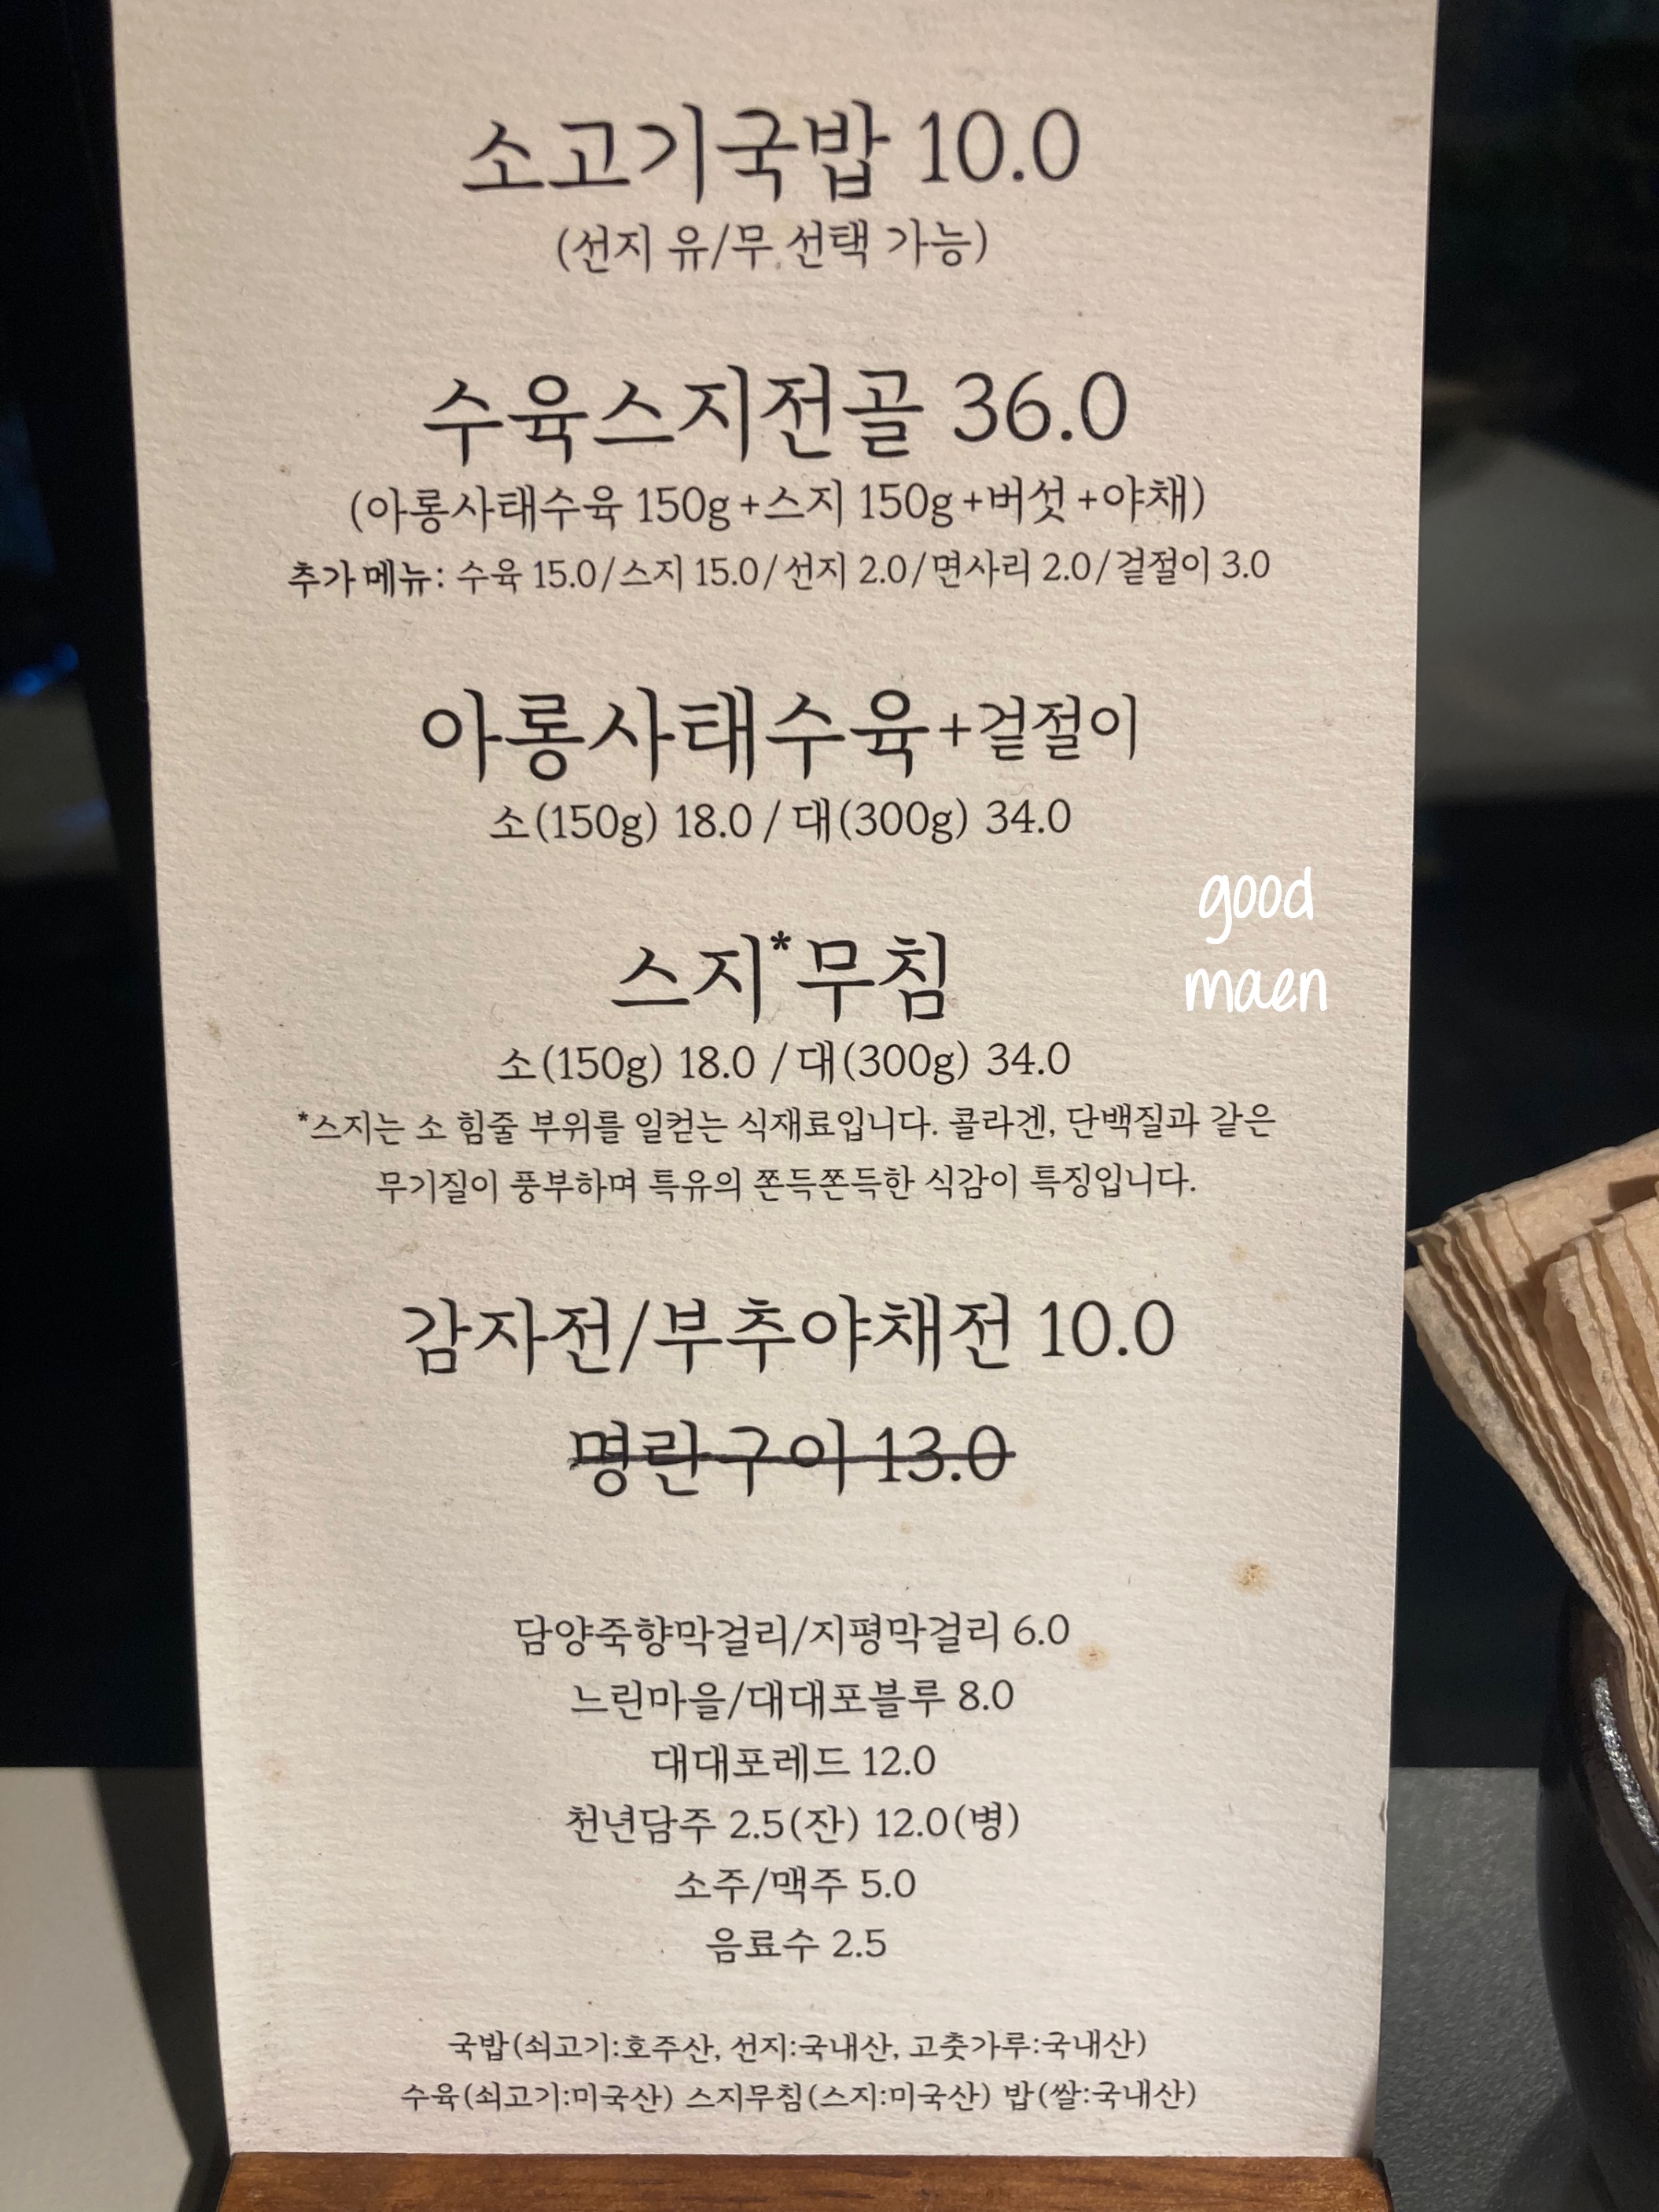 소고기국밥 10.0
(선지 유/무 선택 가능)
수육스지전골 36.0
(아롱사태수육 150g+스지 150g+버섯+야채)
추가 메뉴: 수육 15.0/스지 15.0/선지 2.0/면사리 2.0/겉절이 3.0
아롱사태수육+겉절이
소(150g) 18.0 / 대(300g) 34.0
good
maen
스지*무침
소(150g) 18.0 / 대(300g) 34.0
*스지는 소 힘줄 부위를 일컫는 식재료입니다. 콜라겐, 단백질과 같은
무기질이 풍부하며 특유의 쫀득쫀득한 식감이 특징입니다.
감자전/부추야채전 10.0
명란구이 13.0
담양죽향막걸리/지평막걸리 6.0
느린마을/대대포블루 8.0
대대포레드 12.0
천년담주 2.5(잔) 12.0(병)
소주/맥주 5.0
음료수 2.5
국밥(쇠고기:호주산, 선지:국내산, 고춧가루:국내산)
수육(쇠고기:미국산) 스지무침(스지:미국산) 밥(쌀:국내산)